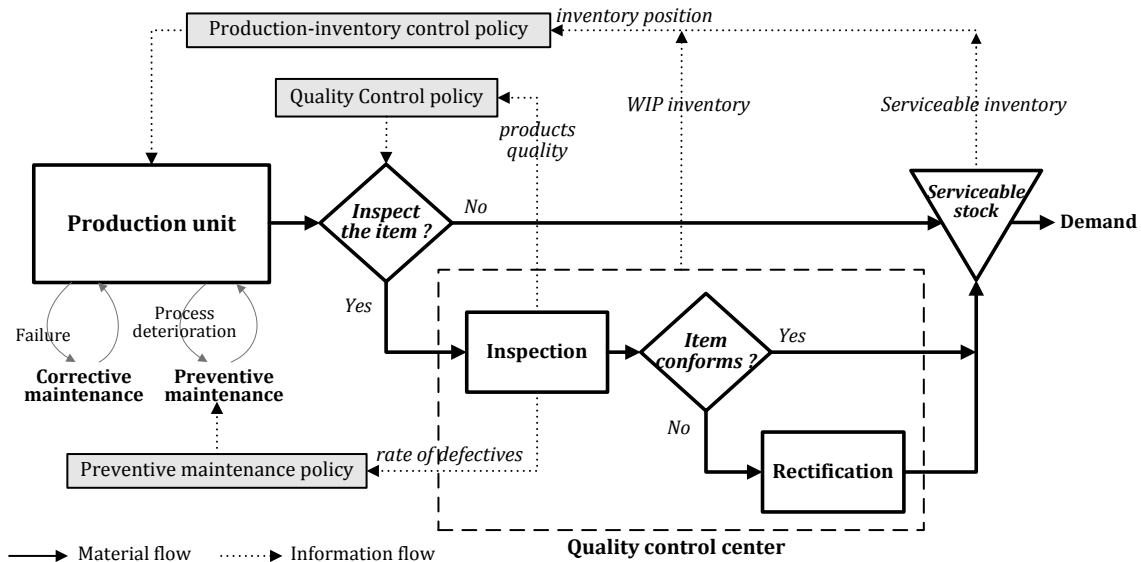 inventory position
Production-inventory control policy
Quality Control policy
WIP inventory
Serviceable inventory
products
quality
Production unit
Inspect
the item ?
No
Serviceable
stock
Demand
Yes
Failure
Process
deterioration
Corrective
maintenance
Preventive
maintenance
Inspection
Item
conforms ?
Yes
No
rate of defectives
Preventive maintenance policy
Rectification
Quality control center
Material flow
Information flow